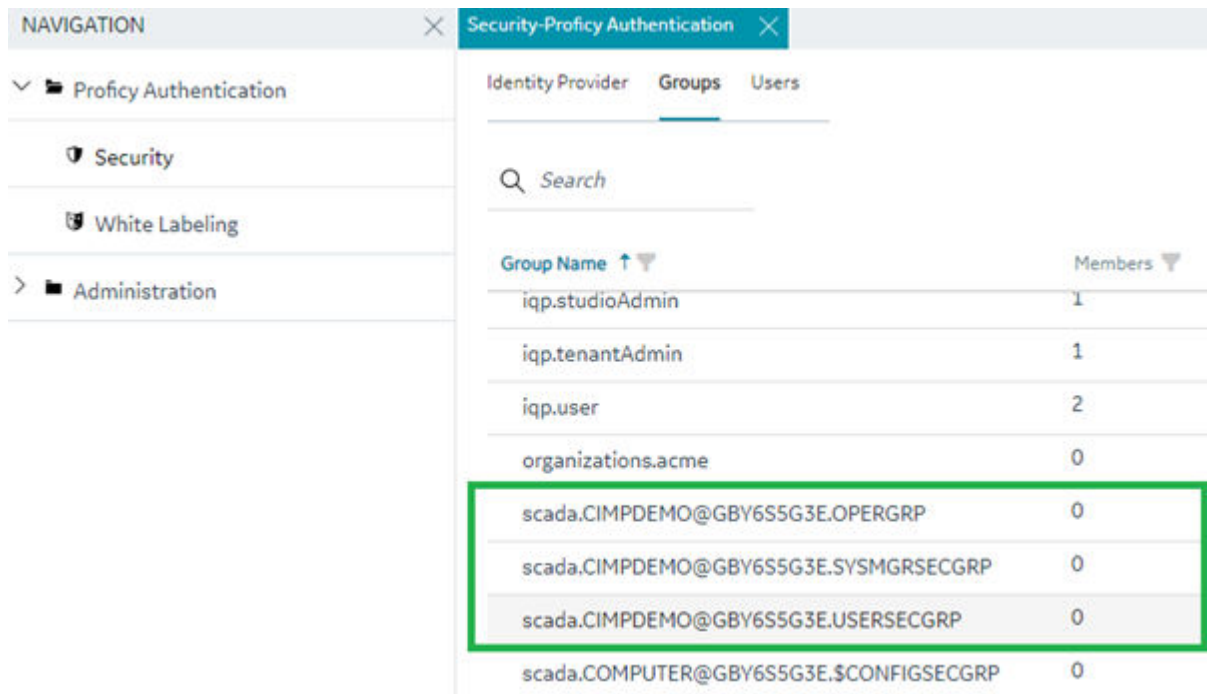 NAVIGATION
Proficy Authentication
Security
White Labeling
Administration
Security-Proficy Authentication
Identity Provider Groups Users
Search
Group Name Members
iqp.studioAdmin 1
iqp.tenantAdmin 1
iqp.user 2
organizations.acme 0
scada.CIMPDEMO@GBY6S5G3E.OPERGRP 0
scada.CIMPDEMO@GBY6S5G3E.SYSMGRSECGRP 0
scada.CIMPDEMO@GBY6S5G3E.USERSECGRP 0
scada.COMPUTER@GBY6S5G3E.$CONFIGSECGRP 0